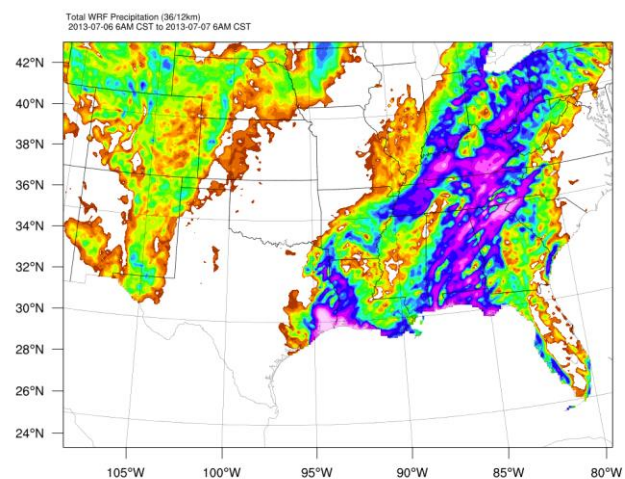 Total WRF Precipitation (36/12km)
2013-07-06 6AM CST to 2013-07-07 6AM CST
42°N
40°N
38°N
36°N
34°N
32°N
30°N
28°N
26°N
24°N
105°W
100°W
95°W
90°W
85°W
80°W